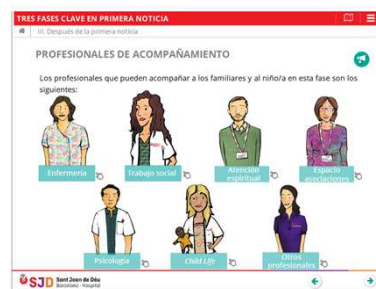 TRES FASES CLAVE EN PRIMERA NOTICIA
III. Después de la primera noticia
PROFESIONALES DE ACOMPAÑAMIENTO
Los profesionales que pueden acompañar a los familiares y al niño/a en esta fase son los
siguientes:
Enfermería
Trabajo social
Atención
espiritual
Espacio
asociaciones
Psicología
Child Life
Otros
profesionales
SJD Sant Joan de Déu
Barcelona · Hospital